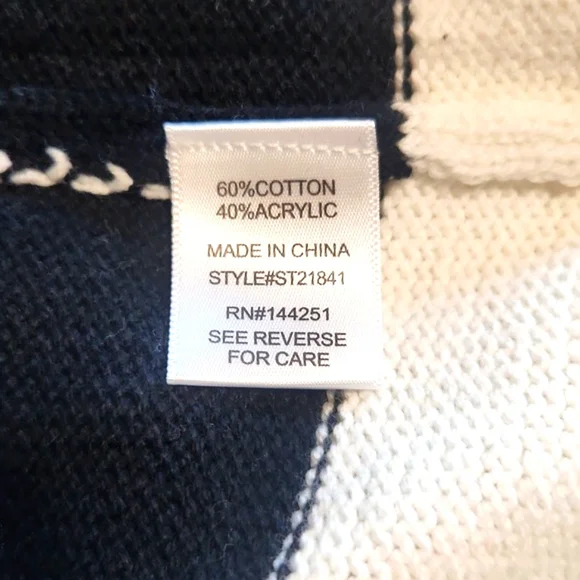 60%COTTON
40%ACRYLIC
MADE IN CHINA
STYLE#ST21841
RN#144251
SEE REVERSE
FOR CARE